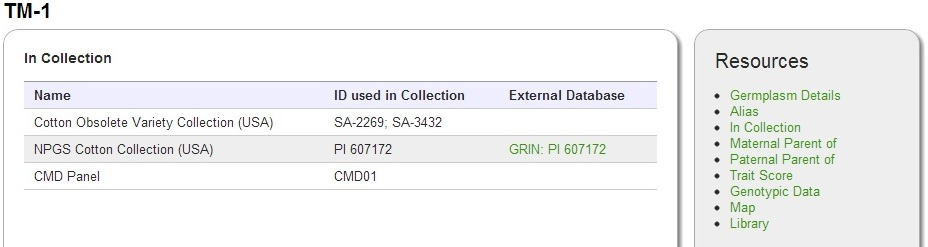 TM-1
In Collection
Name ID used in Collection External Database
Cotton Obsolete Variety Collection (USA) SA-2269; SA-3432
NPGS Cotton Collection (USA) PI 607172 GRIN: PI 607172
CMD Panel CMD01
Resources
Germplasm Details
Alias
In Collection
Maternal Parent of
Paternal Parent of
Trait Score
Genotypic Data
Map
Library